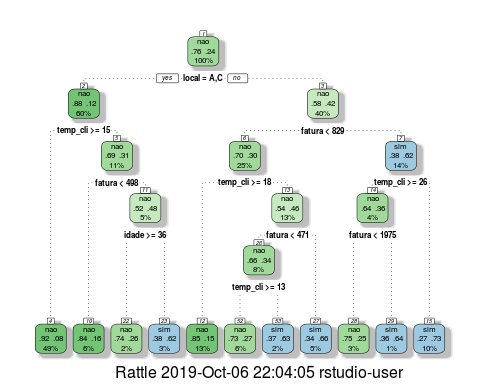 1
nao
.76 .24
100%
yes local = A,C no
2
nao
.88 .12
60%
3
nao
.58 .42
40%
temp_cli >= 15
fatura < 829
5
nao
.69 .31
11%
6
nao
.70 .30
25%
7
sim
.38 .62
14%
fatura < 498
temp_cli >= 18
temp_cli >= 26
11
nao
.52 .48
5%
13
nao
.54 .46
13%
14
nao
.64 .36
4%
idade >= 36
fatura < 471
fatura < 1975
26
nao
.66 .34
8%
temp_cli >= 13
4
nao
.92 .08
49%
10
nao
.84 .16
6%
22
nao
.74 .26
2%
23
sim
.38 .62
3%
12
nao
.85 .15
13%
52
nao
.73 .27
6%
53
sim
.37 .63
2%
27
sim
.34 .66
5%
28
nao
.75 .25
3%
29
sim
.36 .64
1%
15
sim
.27 .73
10%
Rattle 2019-Oct-06 22:04:05 rstudio-user